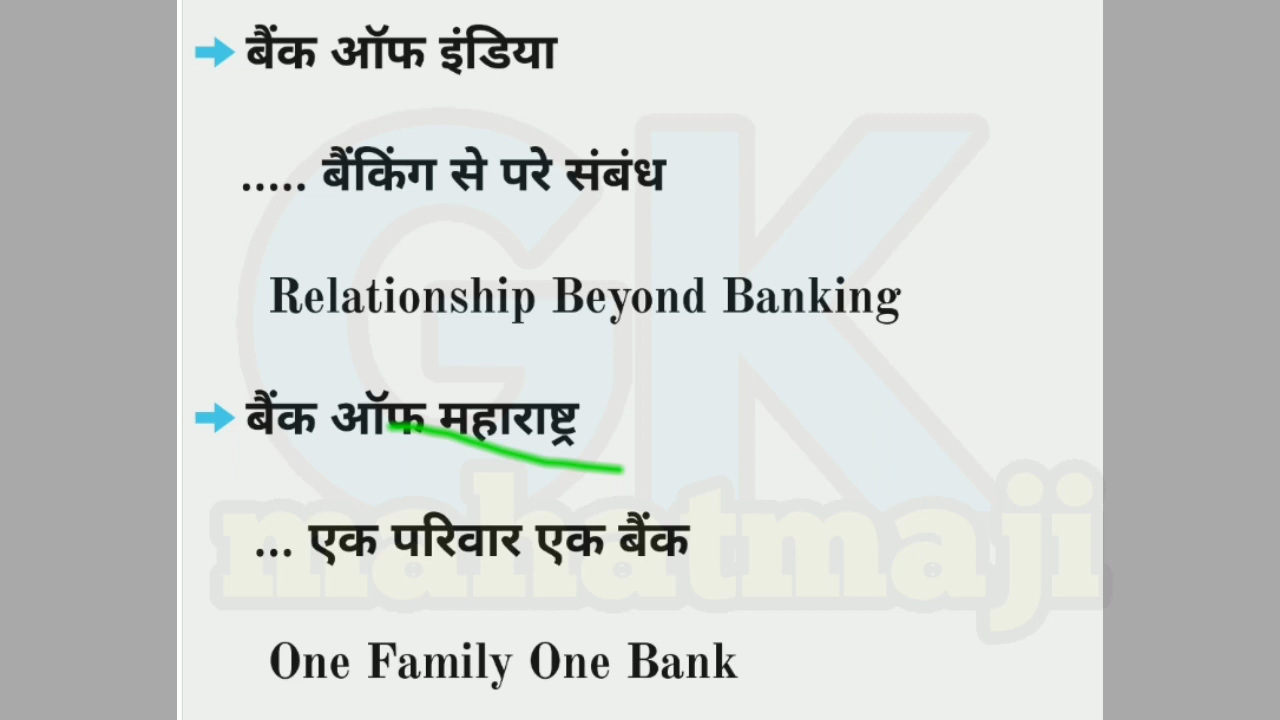 बैंक ऑफ इंडिया
..... बैंकिंग से परे संबंध
Relationship Beyond Banking
बैंक ऑफ महाराष्ट्र
... एक परिवार एक बैंक
One Family One Bank
GK
mahatmaji